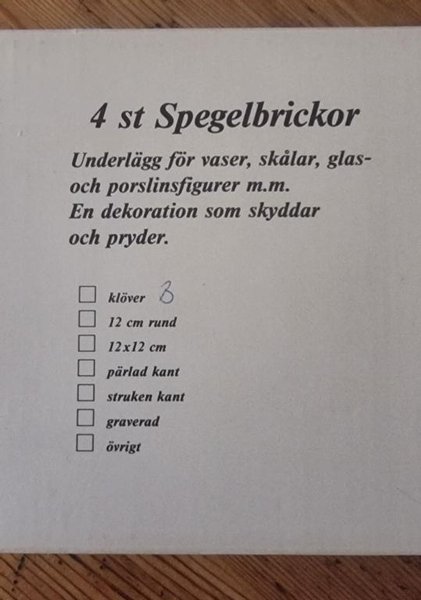 4 st Spegelbrickor
Underlägg för vaser, skålar, glas-
och porslinsfigurer m.m.
En dekoration som skyddar
och pryder.
klöver B
12 cm rund
12x12 cm
pärlad kant
struken kant
graverad
övrigt